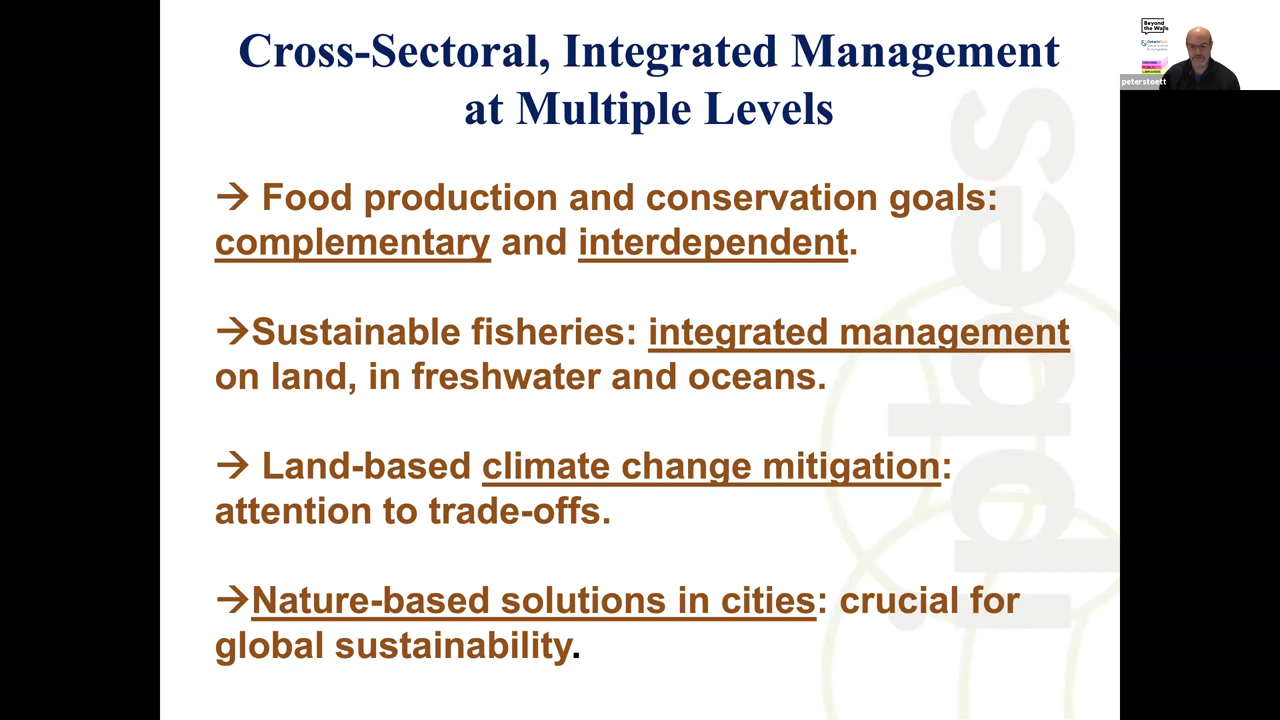 Cross-Sectoral, Integrated Management
at Multiple Levels
→ Food production and conservation goals:
complementary and interdependent.
→Sustainable fisheries: integrated management
on land, in freshwater and oceans.
→ Land-based climate change mitigation:
attention to trade-offs.
→Nature-based solutions in cities: crucial for
global sustainability.
ipbes
Beyond
the Walls
peterstoett